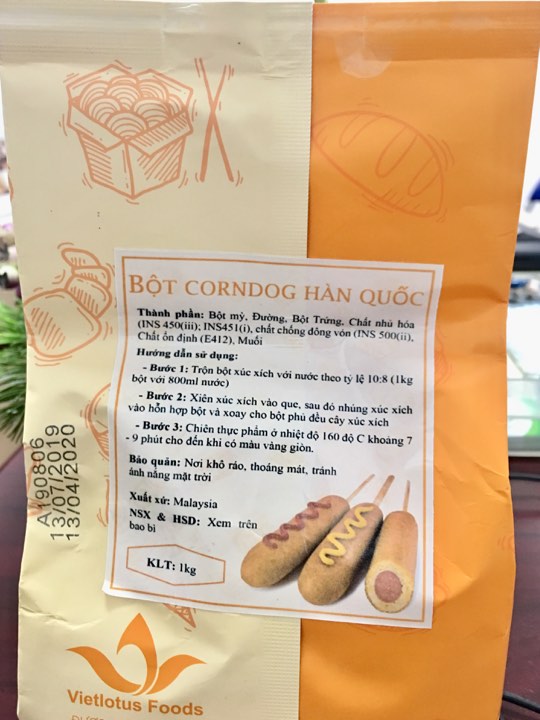 BỘT CORNDOG HÀN QUỐC
Thành phần: Bột mỳ, Đường, Bột Trứng, Chất nhũ hóa
(INS 450(iii); INS451(i), chất chống đông vón (INS 500(ii),
Chất ổn định (E412), Muối
Hướng dẫn sử dụng:
- Bước 1: Trộn bột xúc xích với nước theo tỷ lệ 10:8 (1kg
bột với 800ml nước)
- Bước 2: Xiên xúc xích vào que, sau đó nhúng xúc xích
vào hỗn hợp bột và xoay cho bột phủ đều cây xúc xích
- Bước 3: Chiên thực phẩm ở nhiệt độ 160 độ C khoảng 7
- 9 phút cho đến khi có màu vàng giòn.
Bảo quản: Nơi khô ráo, thoáng mát, tránh
ánh nắng mặt trời
Xuất xứ: Malaysia
NSX & HSD: Xem trên
bao bì
KLT: 1kg
A190806
13/07/2019
13/04/2020
Vietlotus Foods